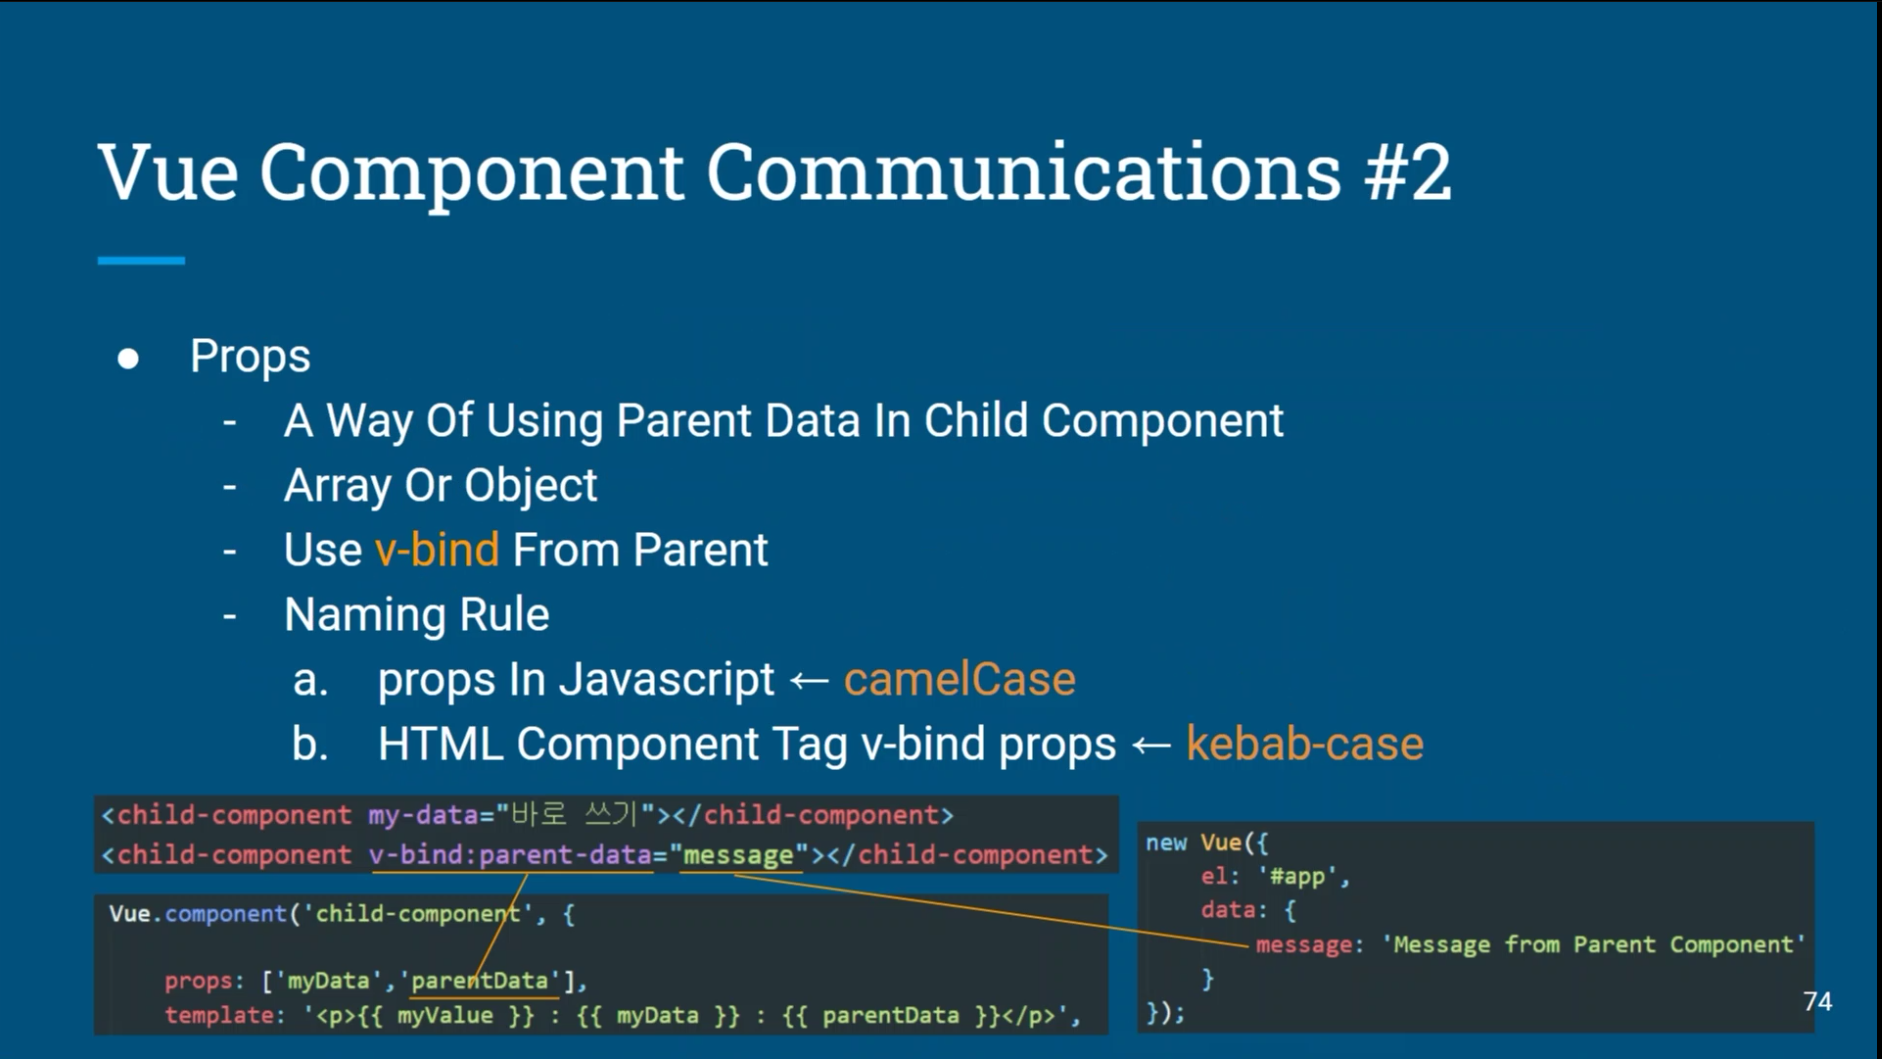 Vue Component Communications #2
● Props
- A Way Of Using Parent Data In Child Component
- Array Or Object
- Use v-bind From Parent
- Naming Rule
a. props In Javascript ← camelCase
b. HTML Component Tag v-bind props ← kebab-case
<child-component my-data="바로 쓰기"></child-component>
<child-component v-bind:parent-data="message"></child-component>
Vue.component('child-component', {
props: ['myData','parentData'],
template: '<p>{{ myValue }} : {{ myData }} : {{ parentData }}</p>',
new Vue({
el: '#app',
data: {
message: 'Message from Parent Component'
}
});
74